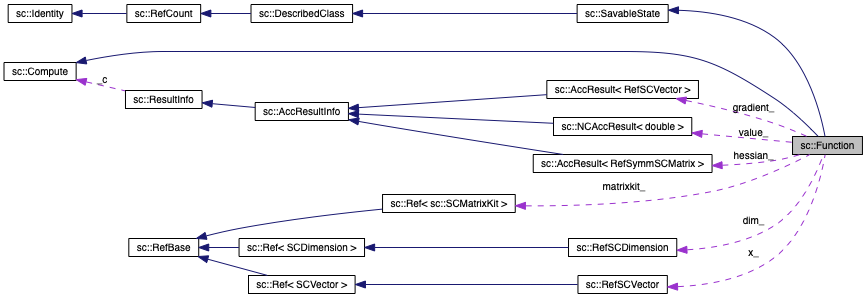 sc::Identity sc::RefCount sc::DescribedClass sc::SavableState
sc::Compute _c
sc::ResultInfo sc::AccResult< RefSCVector >
sc::AccResultInfo gradient_
sc::NCAccResult< double > value_
sc::Function
sc::AccResult< RefSymmSCMatrix > hessian_
matrixkit_
sc::Ref< sc::SCMatrixKit >
dim_
sc::RefBase sc::Ref< SCDimension > sc::RefSCDimension
x_
sc::Ref< SCVector > sc::RefSCVector